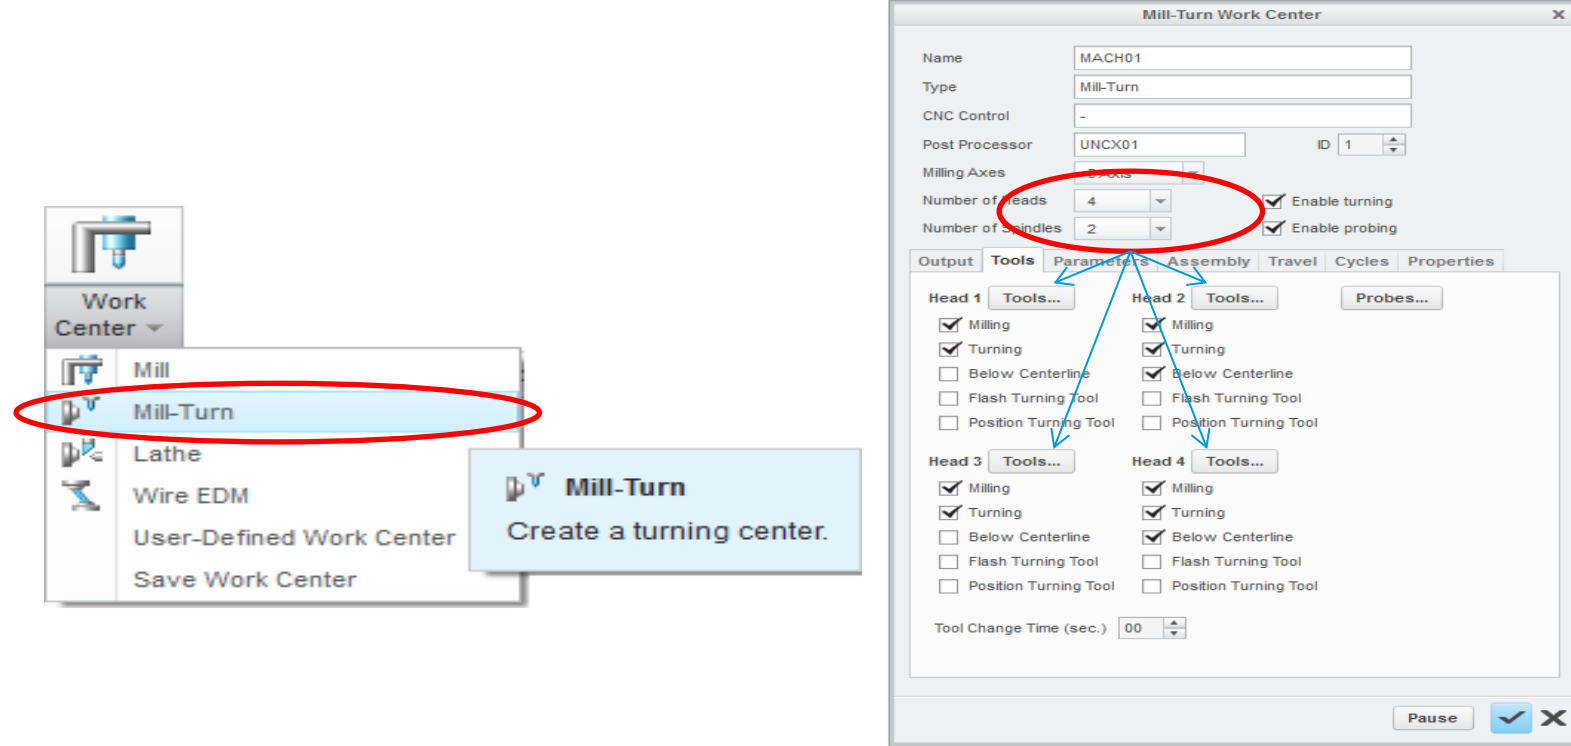 Work
Center
Mill
Mill-Turn
Lathe
Wire EDM
User-Defined Work Center
Save Work Center
Mill-Turn
Create a turning center.
Mill-Turn Work Center
Name MACH01
Type Mill-Turn
CNC Control -
Post Processor UNCX01 ID 1
Milling Axes Axis
Number of Heads 4 Enable turning
Number of Spindles 2 Enable probing
Output Tools Parameters Assembly Travel Cycles Properties
Head 1 Tools... Head 2 Tools... Probes...
Milling Milling
Turning Turning
Below Centerline Below Centerline
Flash Turning Tool Flash Turning Tool
Position Turning Tool Position Turning Tool
Head 3 Tools... Head 4 Tools...
Milling Milling
Turning Turning
Below Centerline Below Centerline
Flash Turning Tool Flash Turning Tool
Position Turning Tool Position Turning Tool
Tool Change Time (sec.) 00
Pause